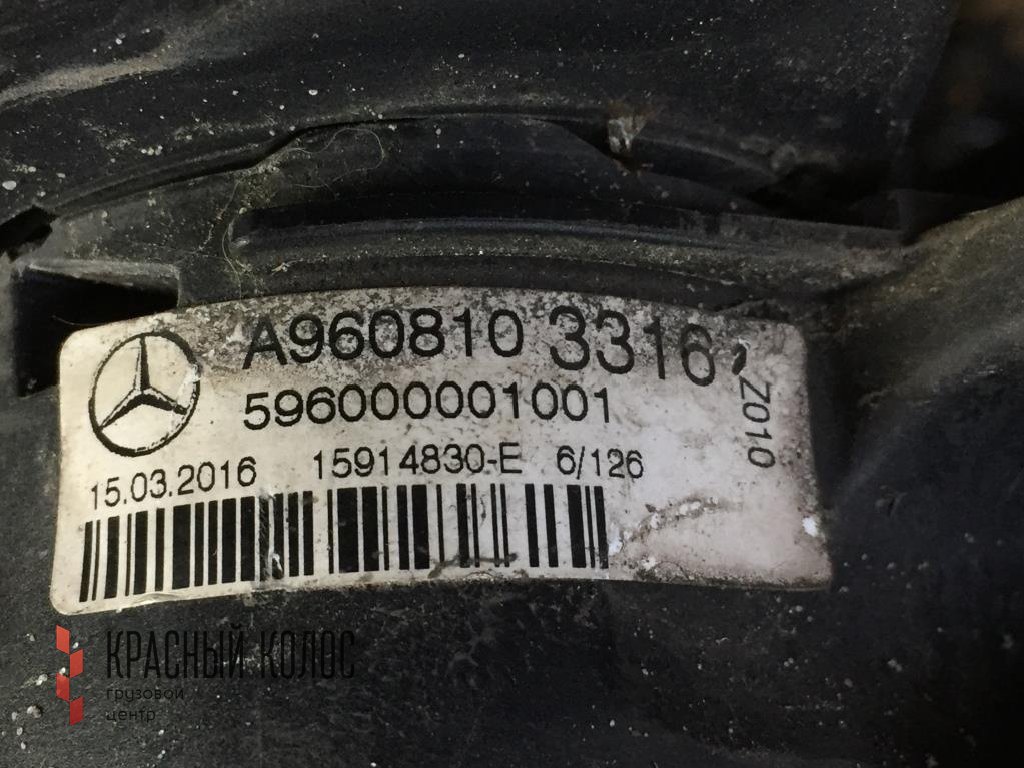 A960810 3316
Z010
596000001001
15.03.2016 15914830-E 6/126
КРАСНЫЙ КОЛОС
грузовой
центр